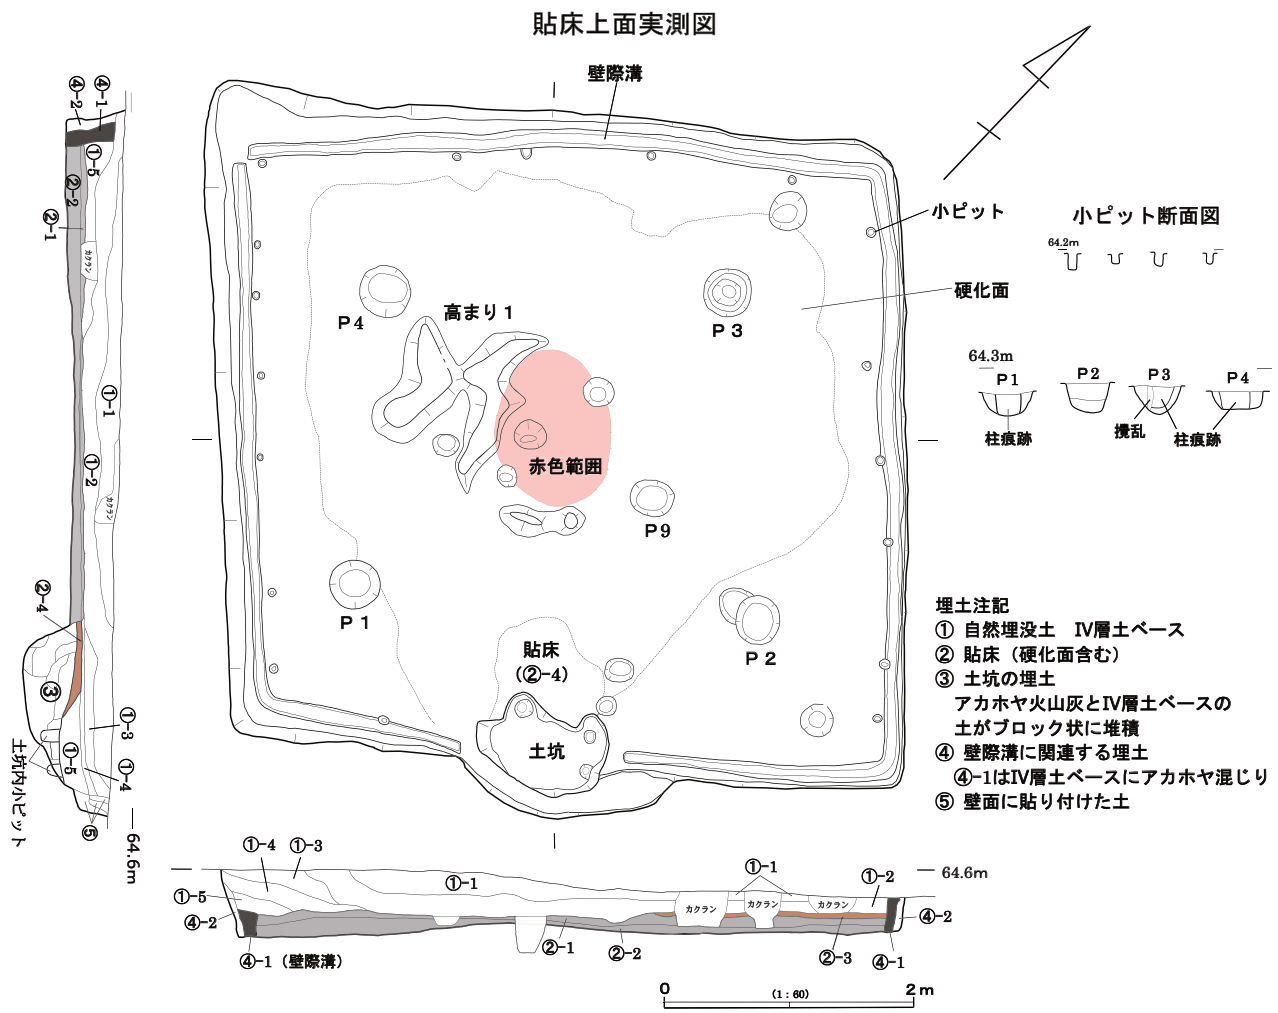 貼床上面実測図
壁際溝
小ピット
小ピット断面図
64.2m
硬化面
P4
高まり1
P3
64.3m
P1
P2
P3
P4
柱痕跡
攪乱
柱痕跡
赤色範囲
P9
P1
P2
貼床
(②-4)
土坑
埋土注記
① 自然埋没土　Ⅳ層土ベース
② 貼床（硬化面含む）
③ 土坑の埋土
アカホヤ火山灰とⅣ層土ベースの
土がブロック状に堆積
④ 壁際溝に関連する埋土
④-1はⅣ層土ベースにアカホヤ混じり
⑤ 壁面に貼り付けた土
④-2
④-1
①-5
②-2
②-1
カクラン
①-1
①-2
カクラン
②-4
③
①-3
①-5
①-4
土坑内小ピット
⑤
64.6m
①-4
①-3
①-1
①-1
①-2
64.6m
①-5
④-2
カクラン
カクラン
カクラン
④-2
④-1（壁際溝）
②-1
②-2
②-3
④-1
0
（1：60）
2m